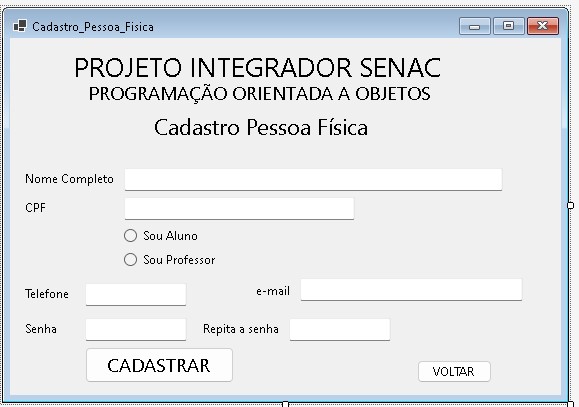 Cadastro_Pessoa_Fisica
PROJETO INTEGRADOR SENAC
PROGRAMAÇÃO ORIENTADA A OBJETOS
Cadastro Pessoa Física
Nome Completo
CPF
Sou Aluno
Sou Professor
Telefone e-mail
Senha Repita a senha
CADASTRAR VOLTAR